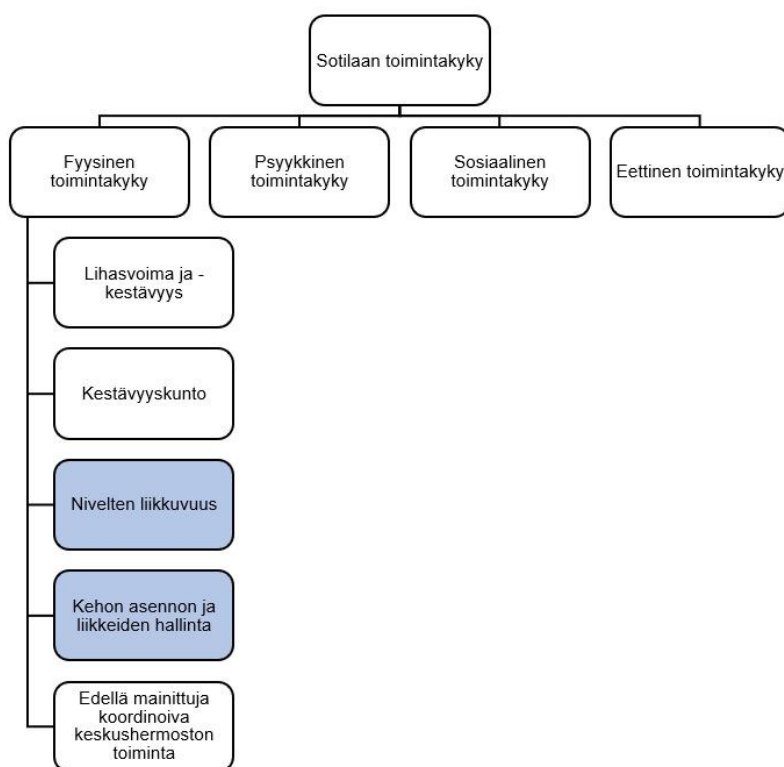 Sotilaan toimintakyky
Fyysinen
toimintakyky
Psyykkinen
toimintakyky
Sosiaalinen
toimintakyky
Eettinen toimintakyky
Lihasvoima ja -
kestävyys
Kestävyyskunto
Nivelten liikkuvuus
Kehon asennon ja
liikkeiden hallinta
Edellä mainittuja
koordinoiva
keskushermoston
toiminta